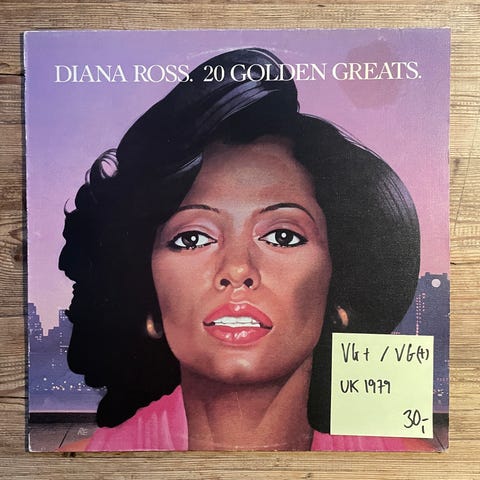 DIANA ROSS. 20 GOLDEN GREATS.
VG+ / VG(+)
UK 1979
30,-